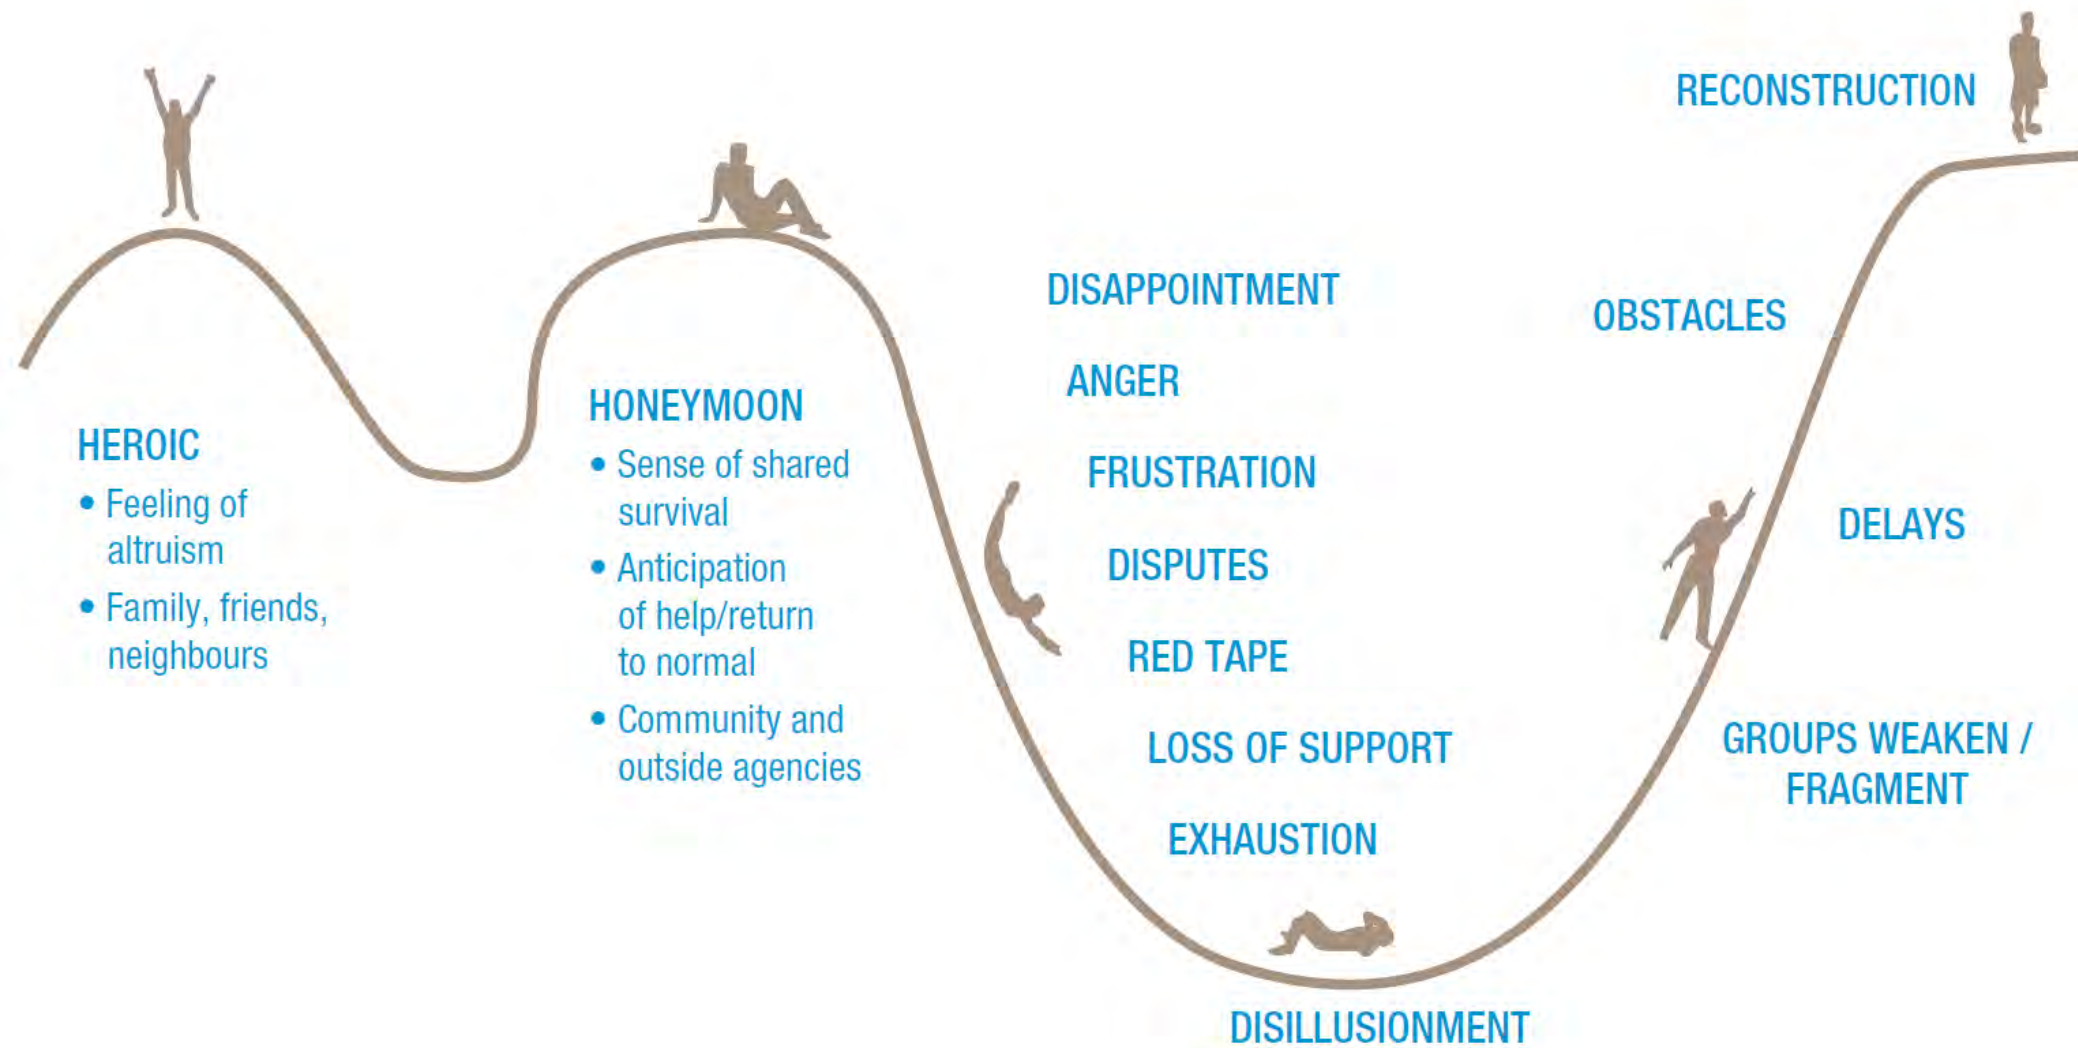 HEROIC
• Feeling of
altruism
• Family, friends,
neighbours
HONEYMOON
• Sense of shared
survival
• Anticipation
of help/return
to normal
• Community and
outside agencies
DISAPPOINTMENT
ANGER
FRUSTRATION
DISPUTES
RED TAPE
LOSS OF SUPPORT
EXHAUSTION
DISILLUSIONMENT
RECONSTRUCTION
OBSTACLES
DELAYS
GROUPS WEAKEN /
FRAGMENT